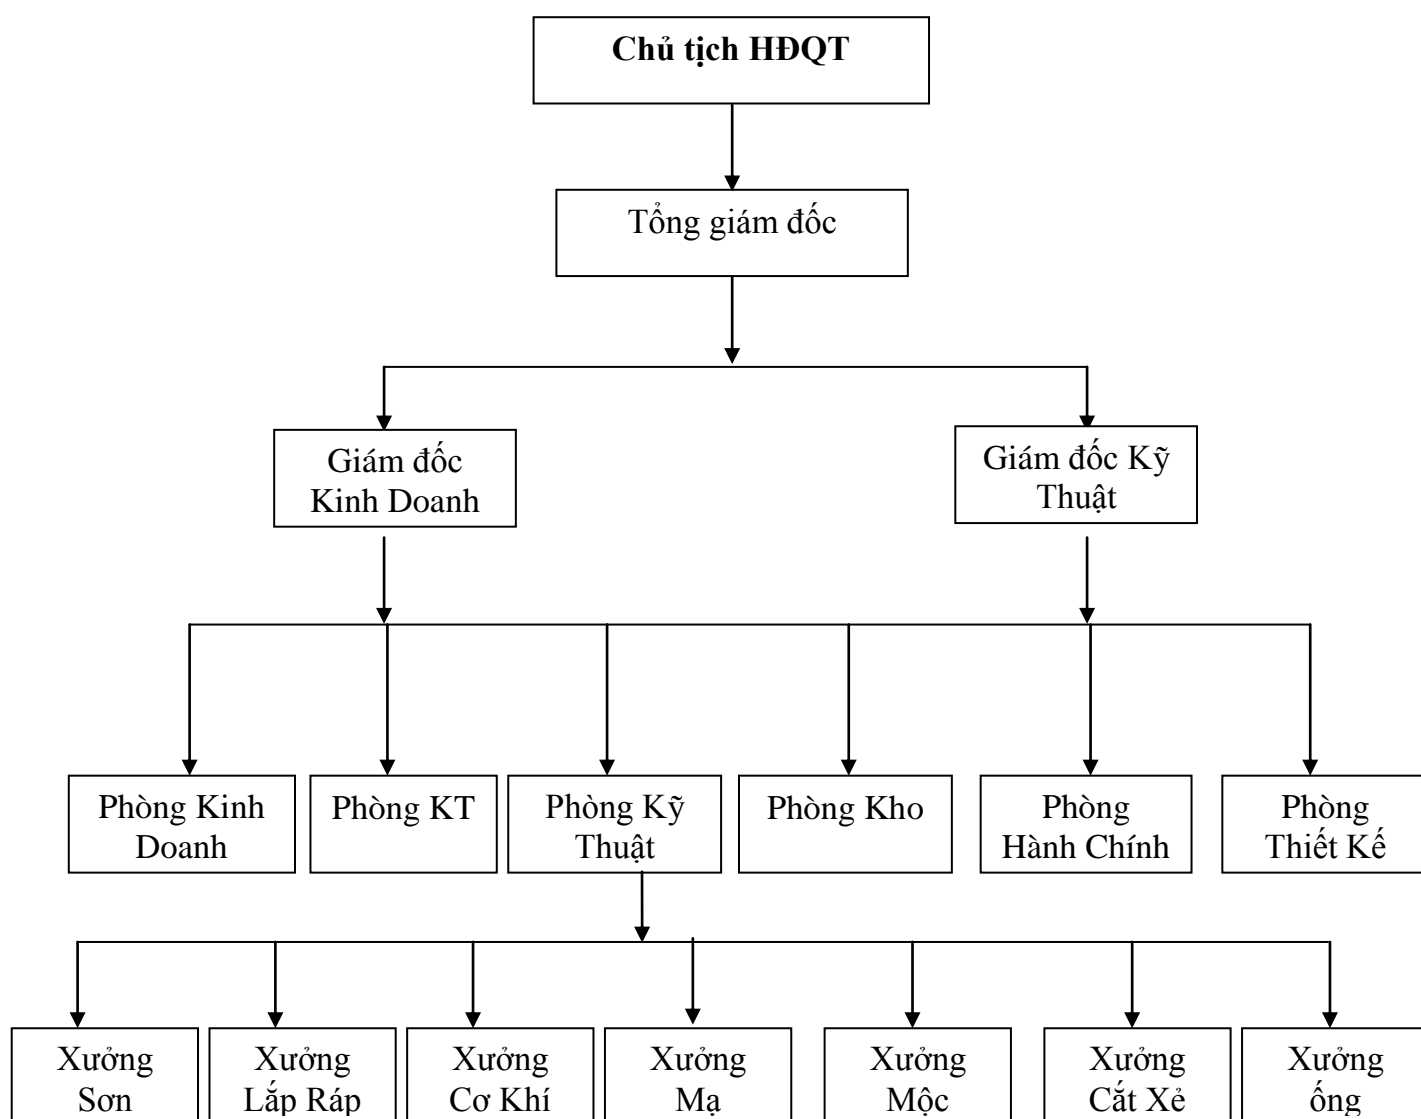 Chủ tịch HĐQT
Tổng giám đốc
Giám đốc
Kinh Doanh
Giám đốc Kỹ
Thuật
Phòng Kinh
Doanh
Phòng KT
Phòng Kỹ
Thuật
Phòng Kho
Phòng
Hành Chính
Phòng
Thiết Kế
Xưởng
Sơn
Xưởng
Lắp Ráp
Xưởng
Cơ Khí
Xưởng
Mạ
Xưởng
Mộc
Xưởng
Cắt Xẻ
Xưởng
ống